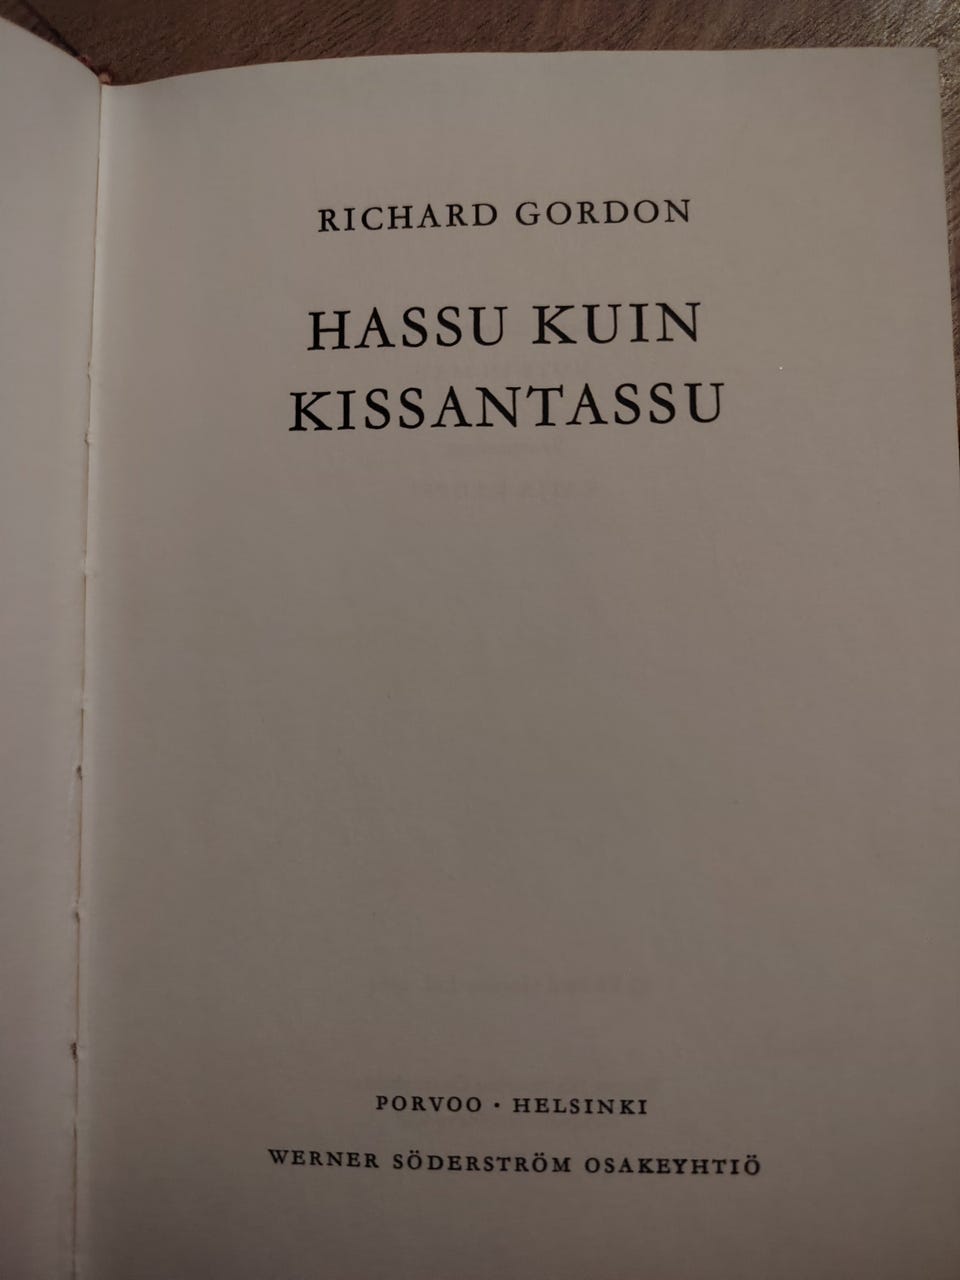 RICHARD GORDON
HASSU KUIN
KISSANTASSU
PORVOO · HELSINKI
WERNER SÖDERSTRÖM OSAKEYHTIÖ